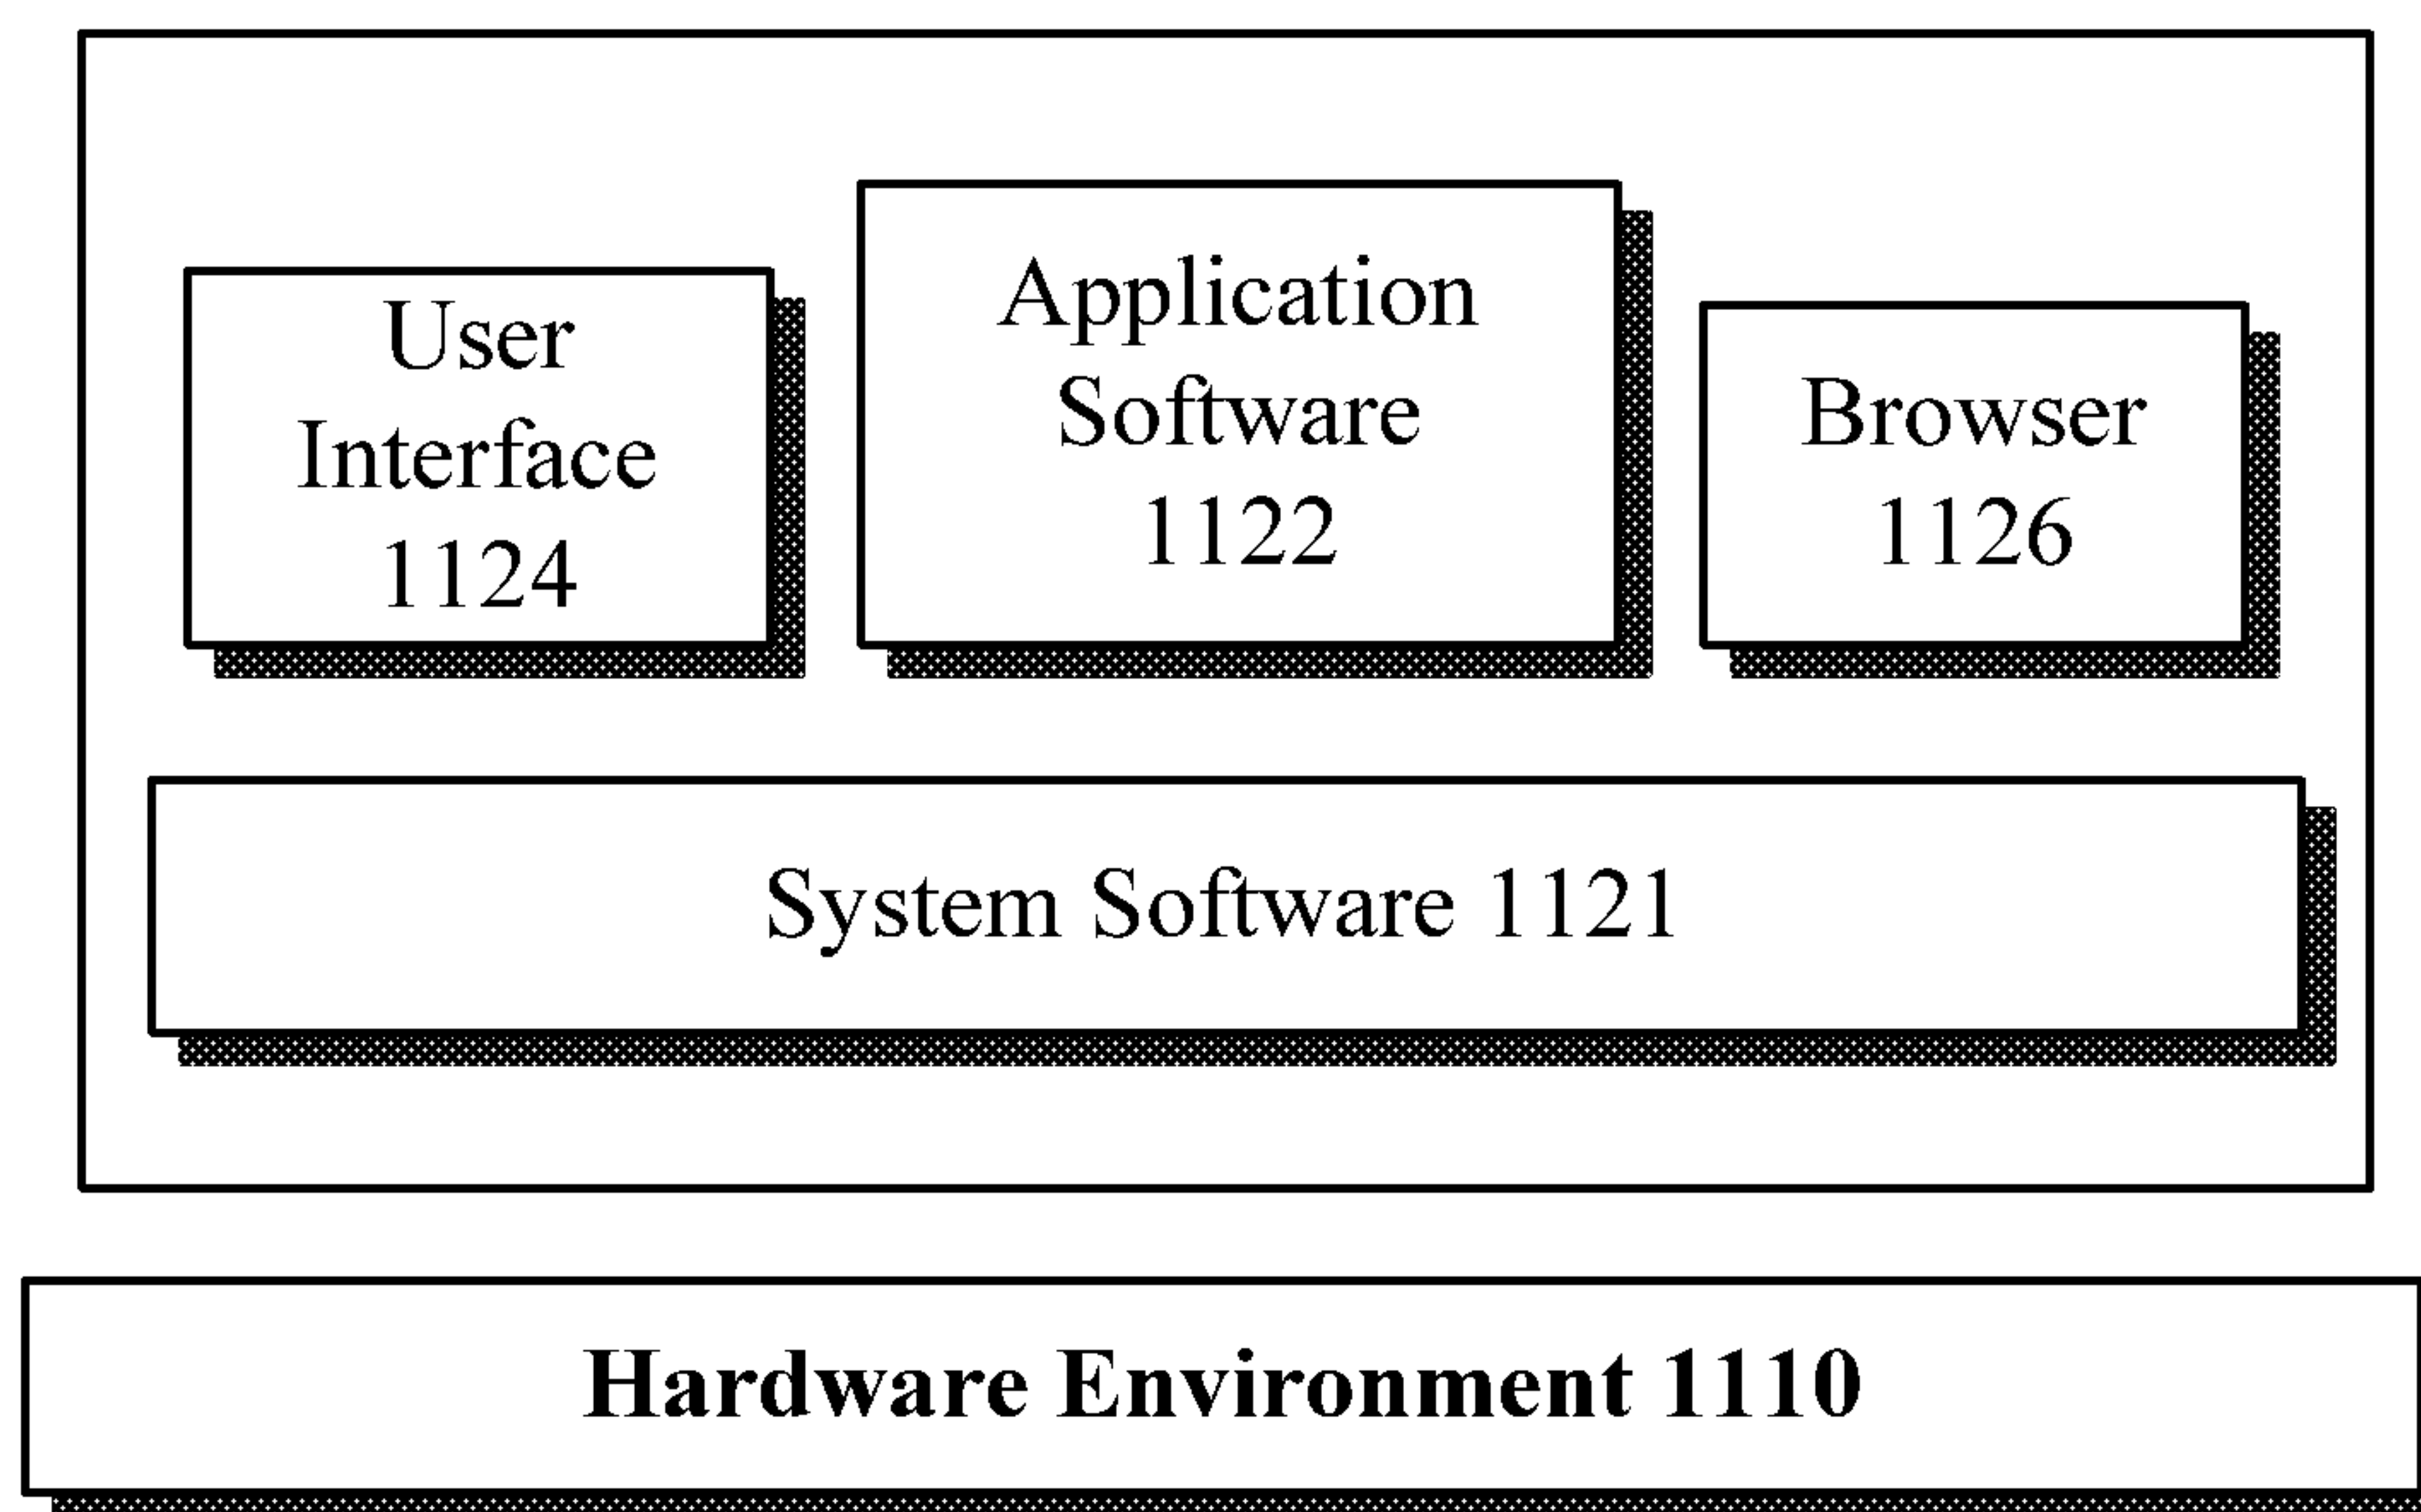 User
Interface
1124
Application
Software
1122
Browser
1126
System Software 1121
Hardware Environment 1110